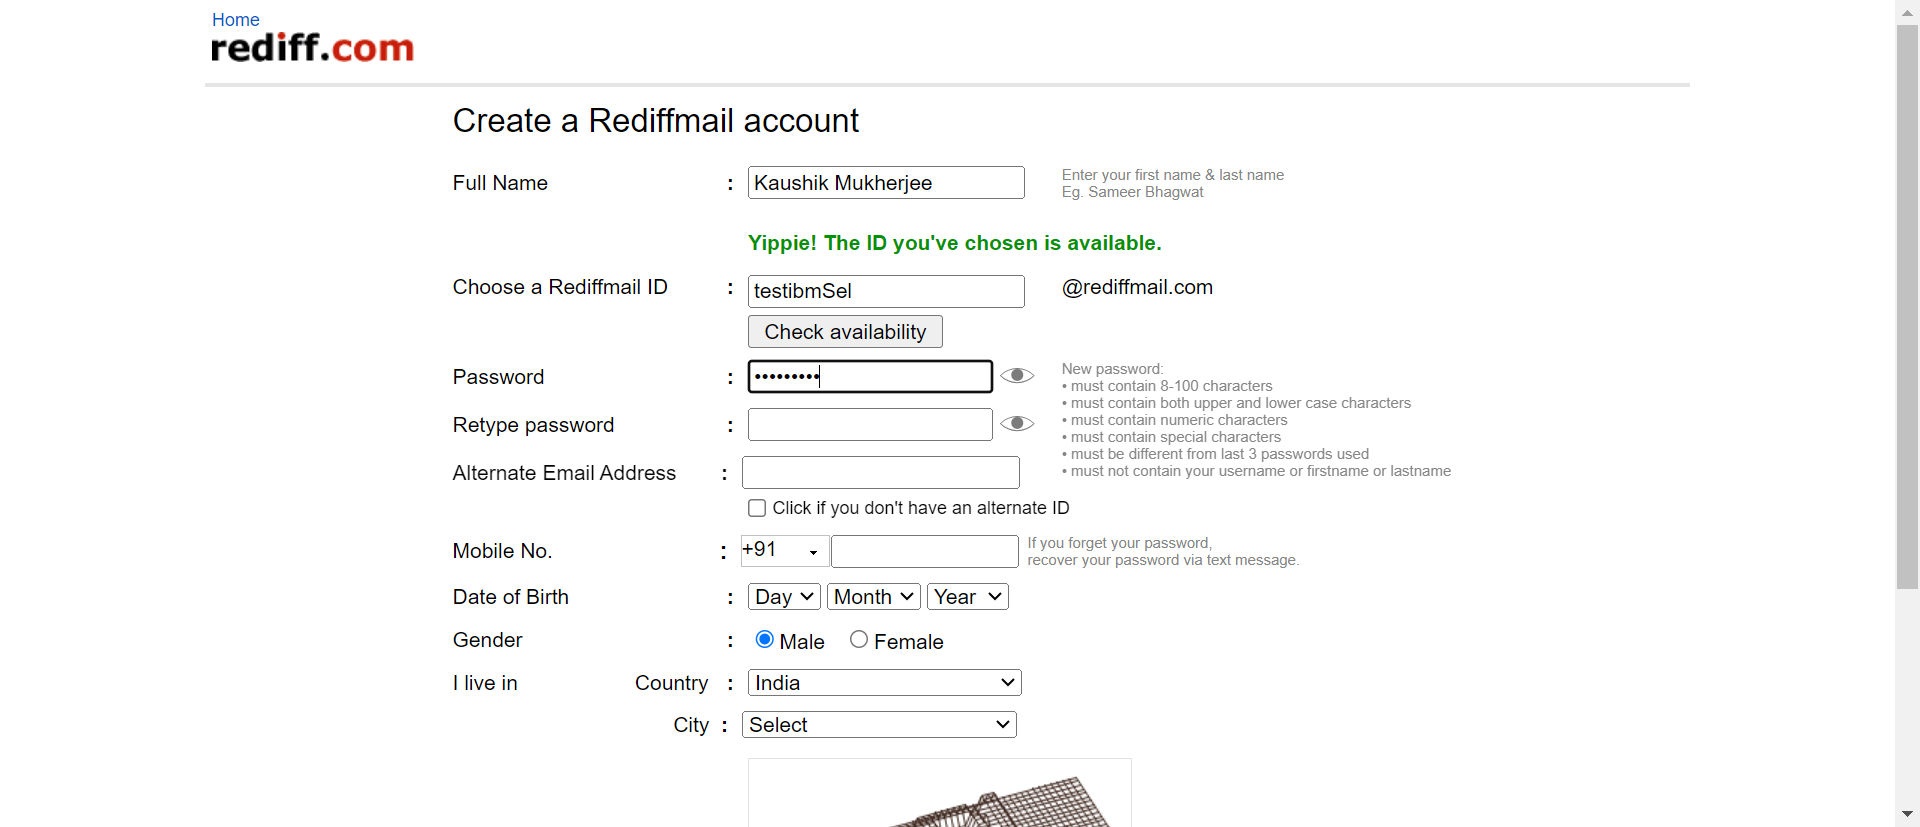 Home
rediff.com
Create a Rediffmail account
Full Name : Kaushik Mukherjee
Enter your first name & last name
Eg. Sameer Bhagwat
Yippie! The ID you've chosen is available.
Choose a Rediffmail ID : testibmSel @rediffmail.com
Check availability
Password : •••••••••
Retype password :
New password:
• must contain 8-100 characters
• must contain both upper and lower case characters
• must contain numeric characters
• must contain special characters
• must be different from last 3 passwords used
• must not contain your username or firstname or lastname
Alternate Email Address :
Click if you don't have an alternate ID
Mobile No. : +91
If you forget your password,
recover your password via text message.
Date of Birth : Day Month Year
Gender : Male Female
I live in Country : India
City : Select